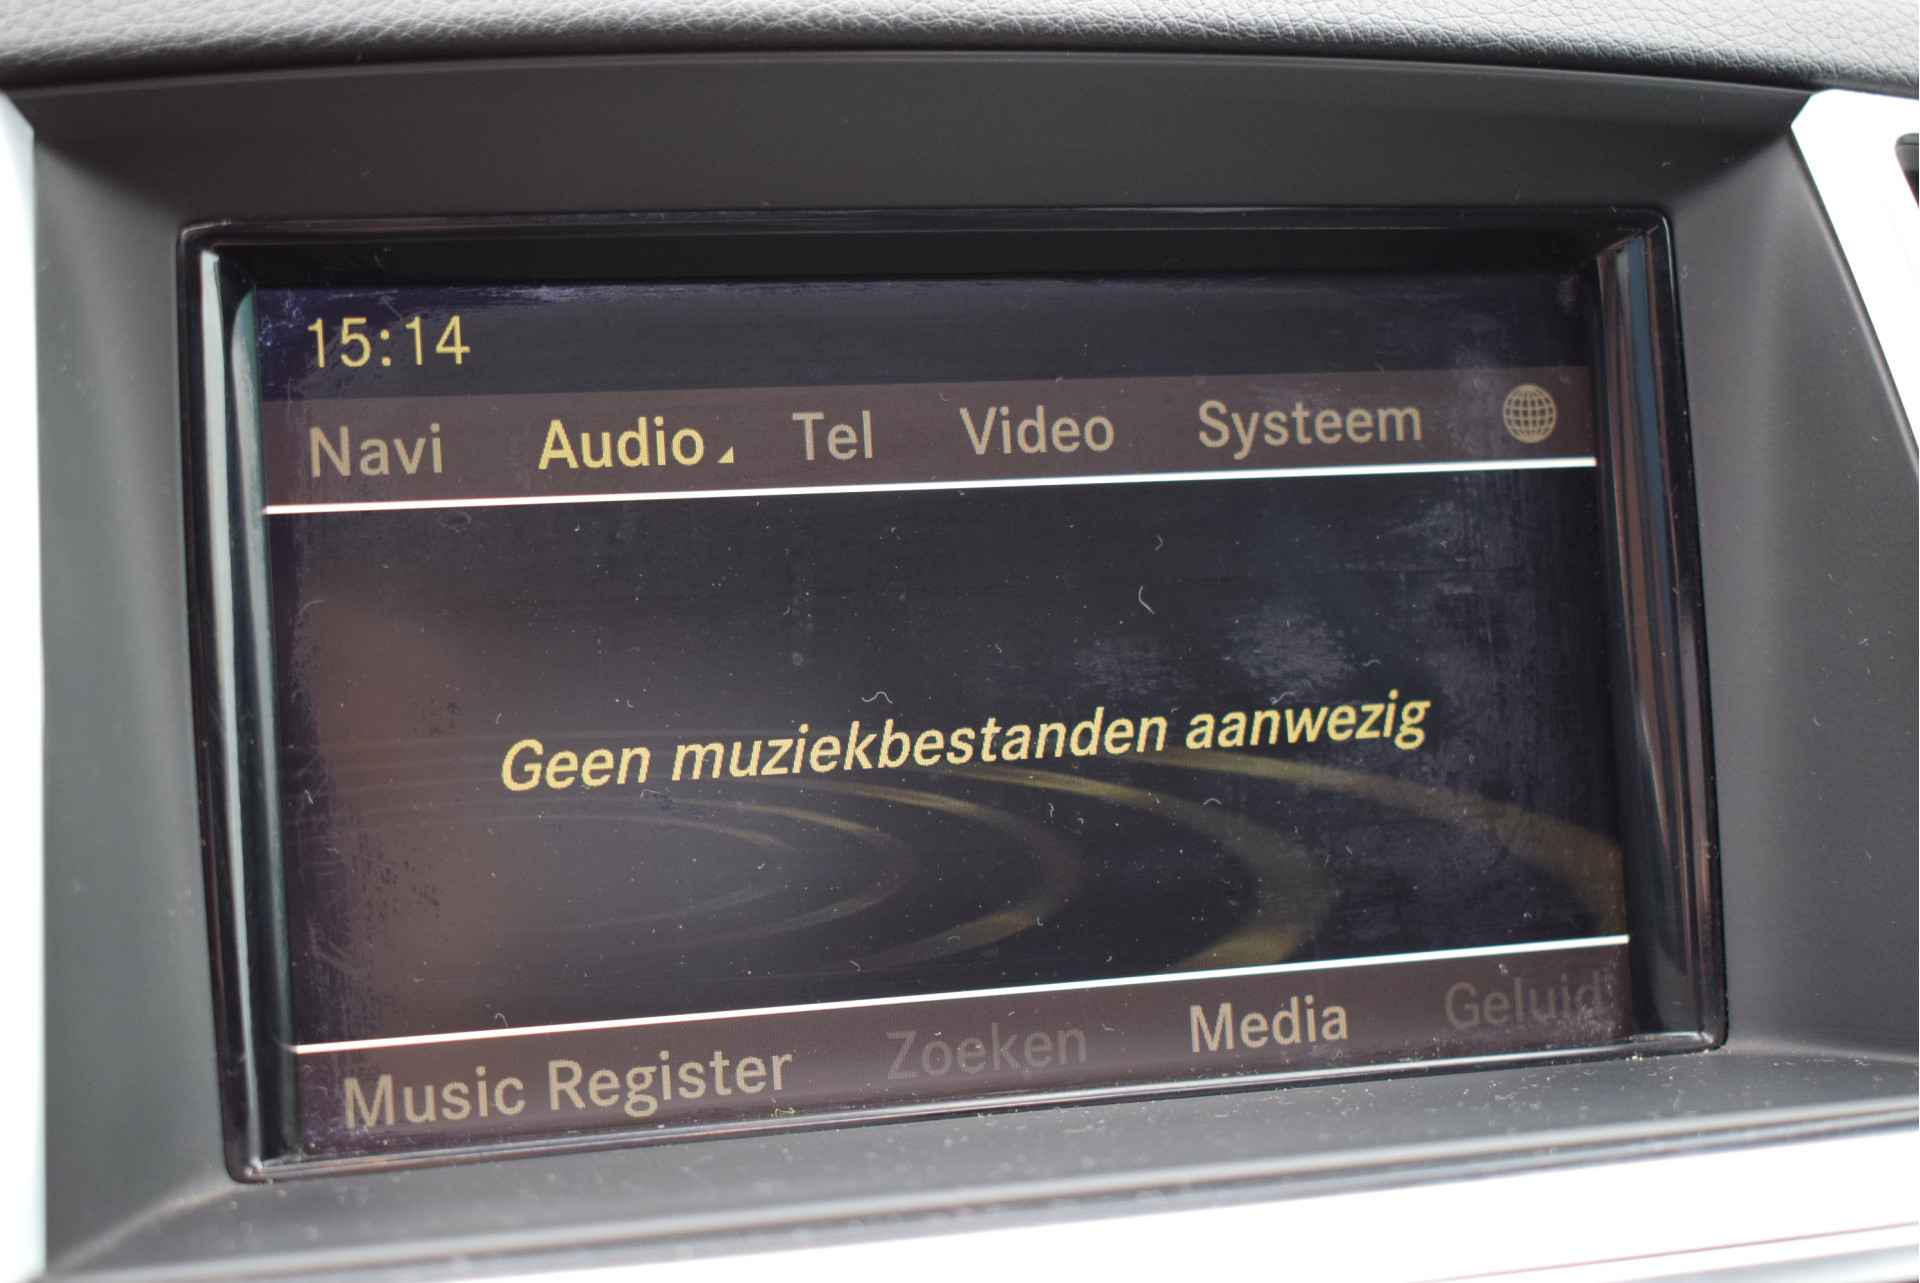 15:14
Navi Audio Tel Video Systeem
Geen muziekbestanden aanwezig
Music Register Zoeken Media Geluid